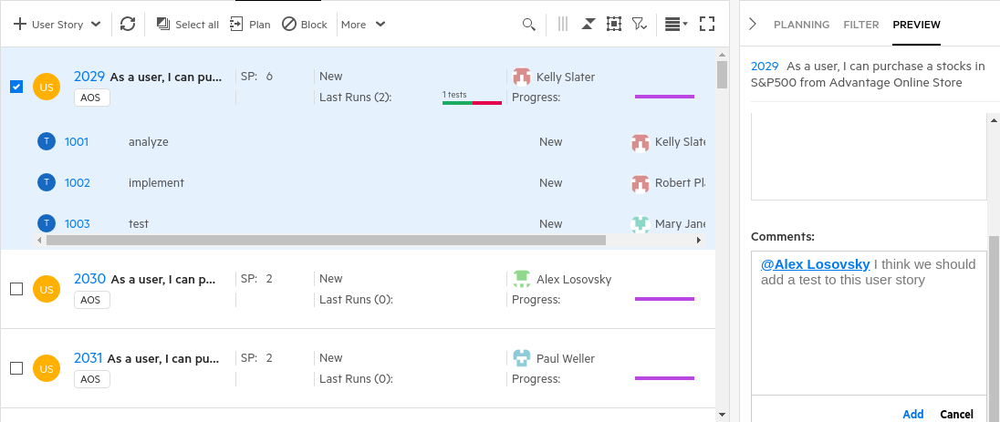 User Story Select all Plan Block More
PLANNING FILTER PREVIEW
2029 As a user, I can purchase a stocks in
S&P500 from Advantage Online Store
US 2029 As a user, I can pu... SP: 6 New Kelly Slater
AOS Last Runs (2): 1 tests Progress:
T 1001 analyze New Kelly Slate
T 1002 implement New Robert Pla
T 1003 test New Mary Jane
US 2030 As a user, I can p... SP: 2 New Alex Losovsky
AOS Last Runs (0): Progress:
US 2031 As a user, I can pu... SP: 2 New Paul Weller
AOS Last Runs (0): Progress:
Comments:
@Alex Losovsky I think we should
add a test to this user story
Add Cancel